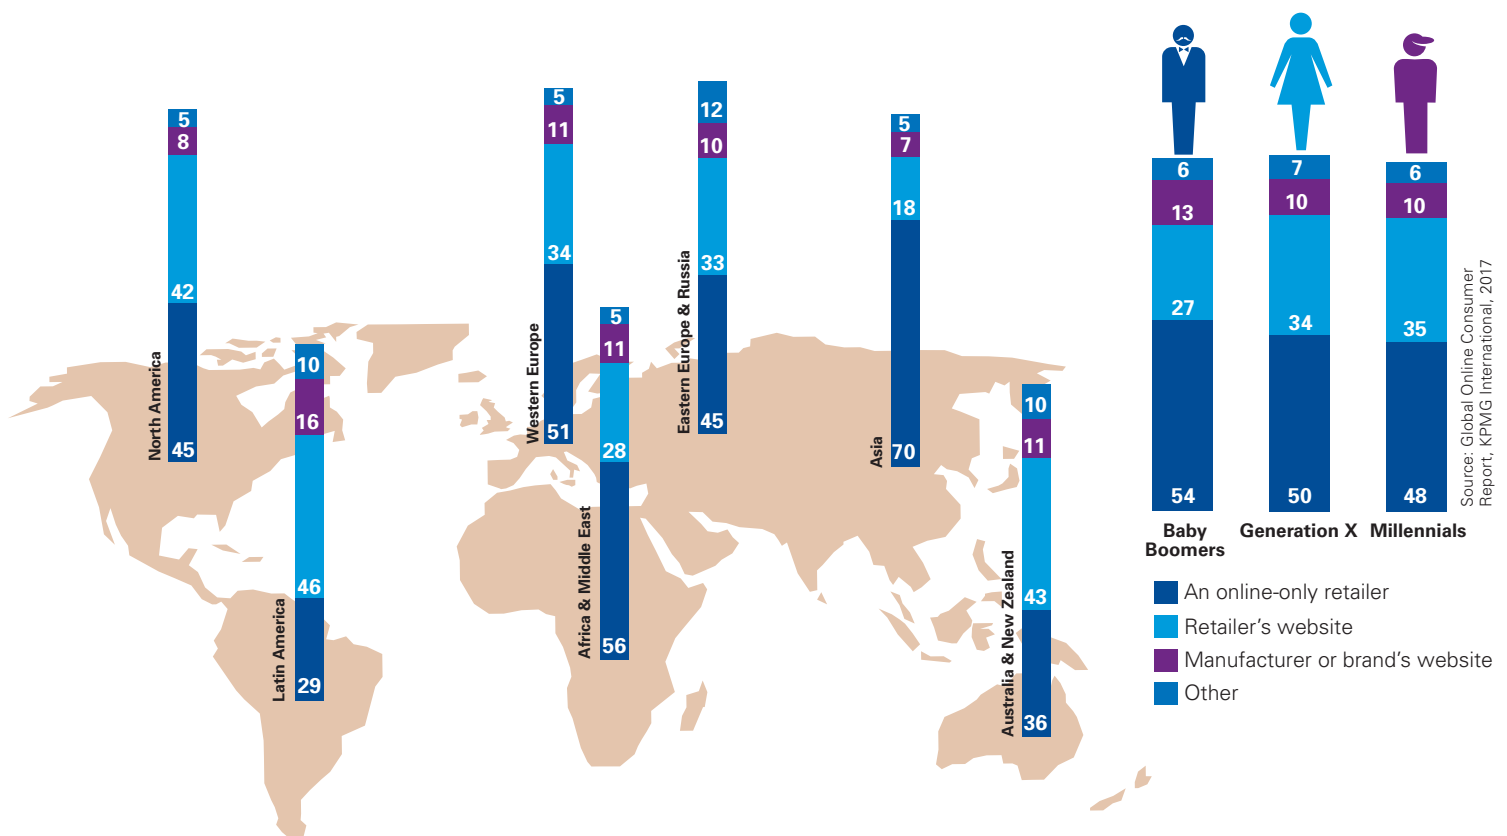 5
8
42
45
North America
10
16
46
29
Latin America
5
11
34
51
Western Europe
5
11
28
56
Africa & Middle East
12
10
33
45
Eastern Europe & Russia
5
7
18
70
Asia
10
11
43
36
Australia & New Zealand
6
13
27
54
Baby
Boomers
7
10
34
50
Generation X
6
10
35
48
Millennials
An online-only retailer
Retailer's website
Manufacturer or brand's website
Other
Source: Global Online Consumer
Report, KPMG International, 2017